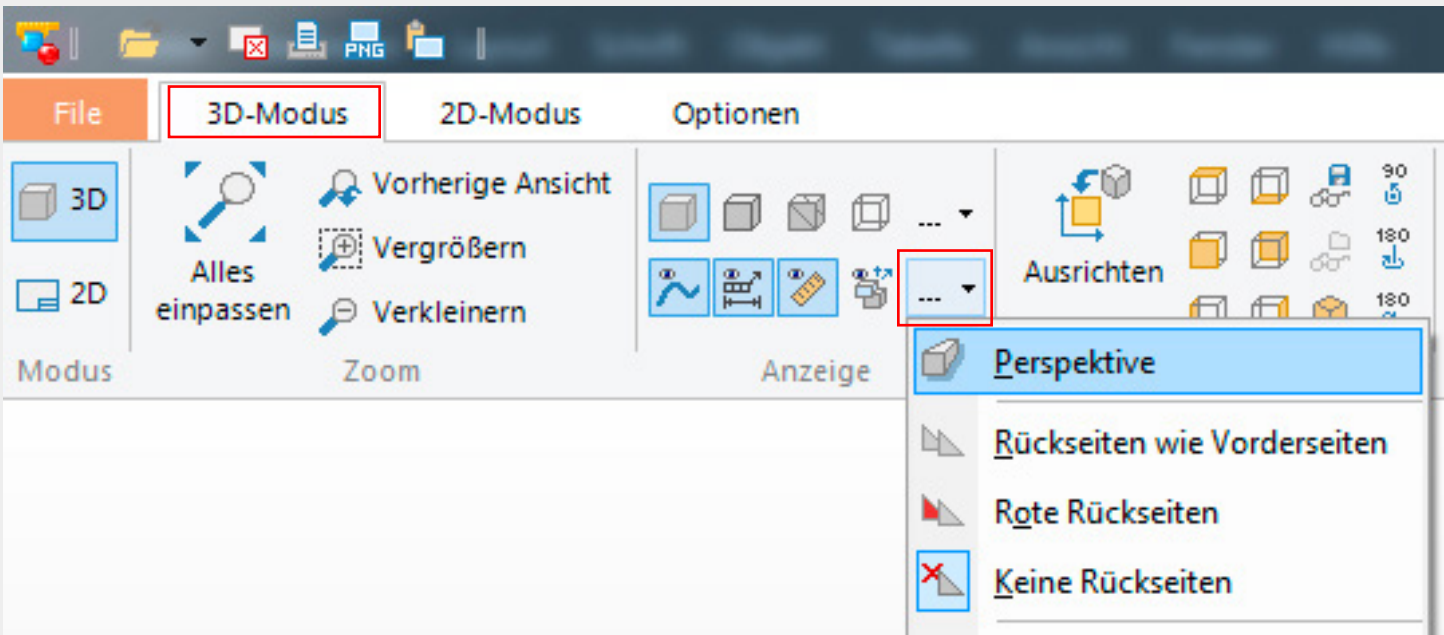 PNG
File
3D-Modus
2D-Modus
Optionen
3D
2D
Modus
Alles
einpassen
Vorherige Ansicht
Vergrößern
Verkleinern
Zoom
...
...
Anzeige
Ausrichten
90
180
180
Perspektive
Rückseiten wie Vorderseiten
Rote Rückseiten
Keine Rückseiten